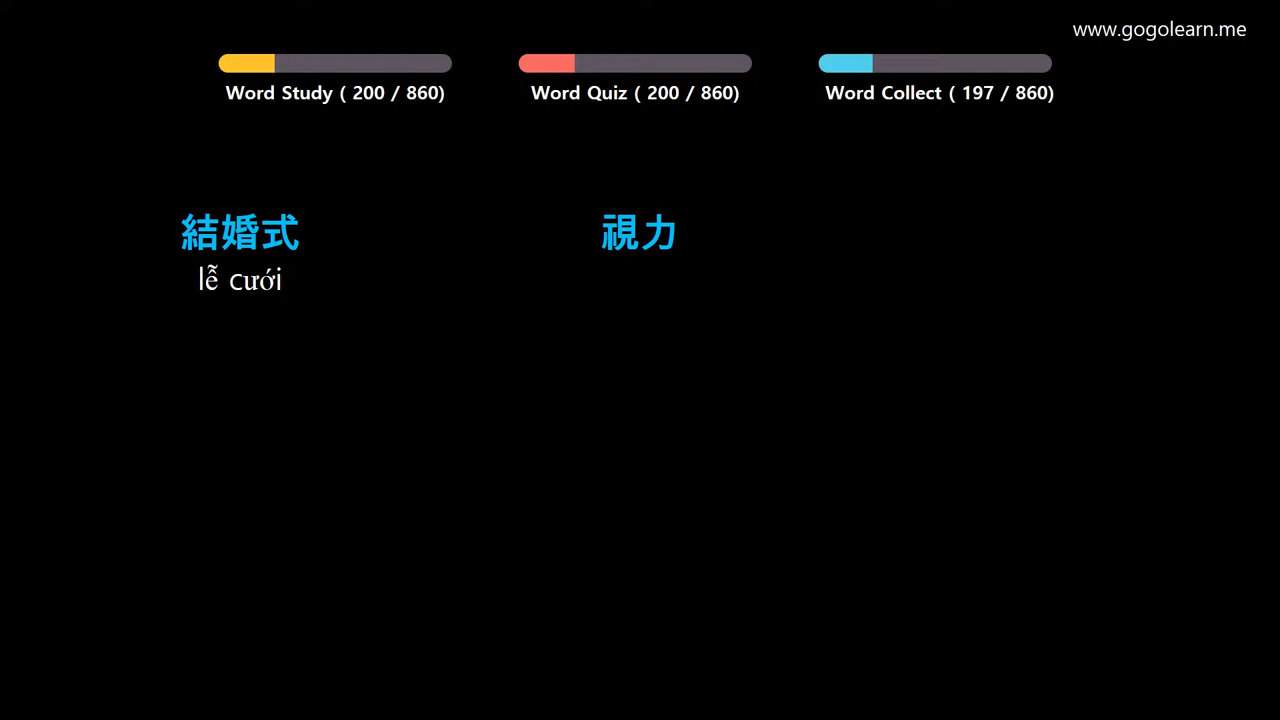 www.gogolearn.me
Word Study ( 200 / 860)
Word Quiz ( 200 / 860)
Word Collect ( 197 / 860)
結婚式
lễ cưới
視力